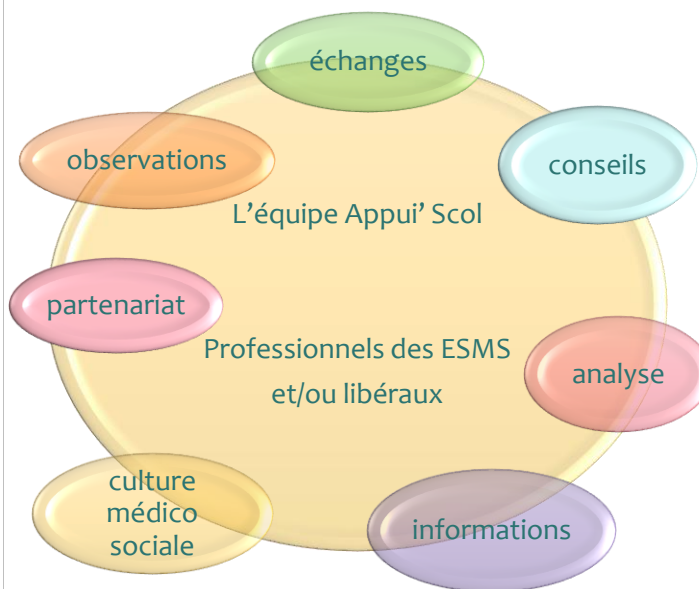 échanges
observations
conseils
L’équipe Appui’ Scol
partenariat
Professionnels des ESMS
et/ou libéraux
analyse
culture
médico
sociale
informations